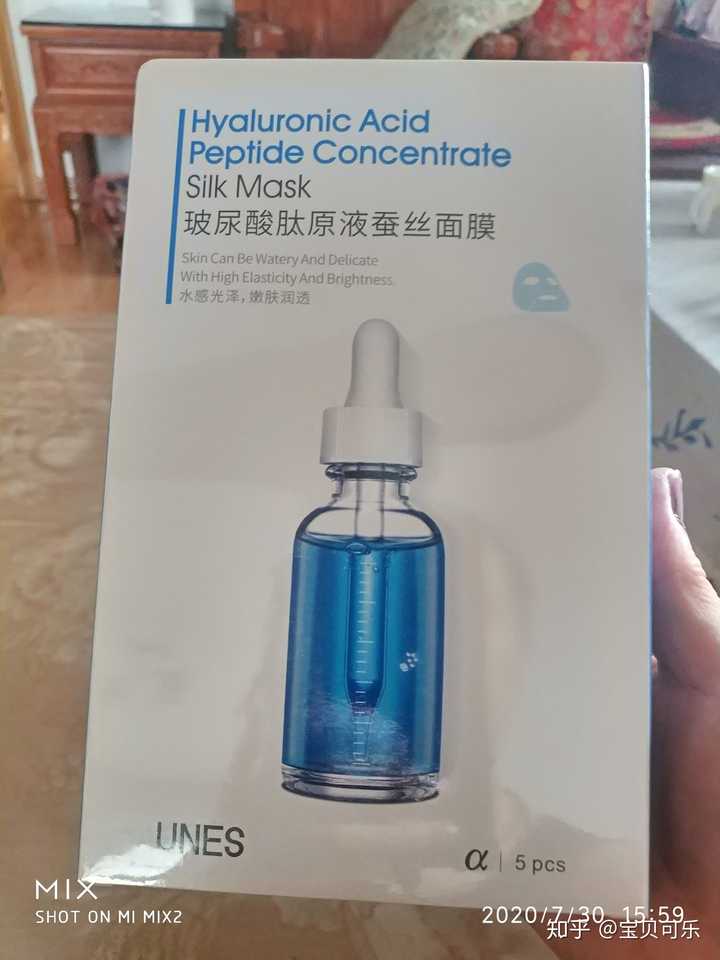 Hyaluronic Acid
Peptide Concentrate
Silk Mask
玻尿酸肽原液蚕丝面膜
Skin Can Be Watery And Delicate
With High Elasticity And Brightness.
水感光泽，嫩肤润透
UNES
α | 5 pcs
MIX
SHOT ON MI MIX2
2020/7/30 15:59
知乎 @宝贝可乐